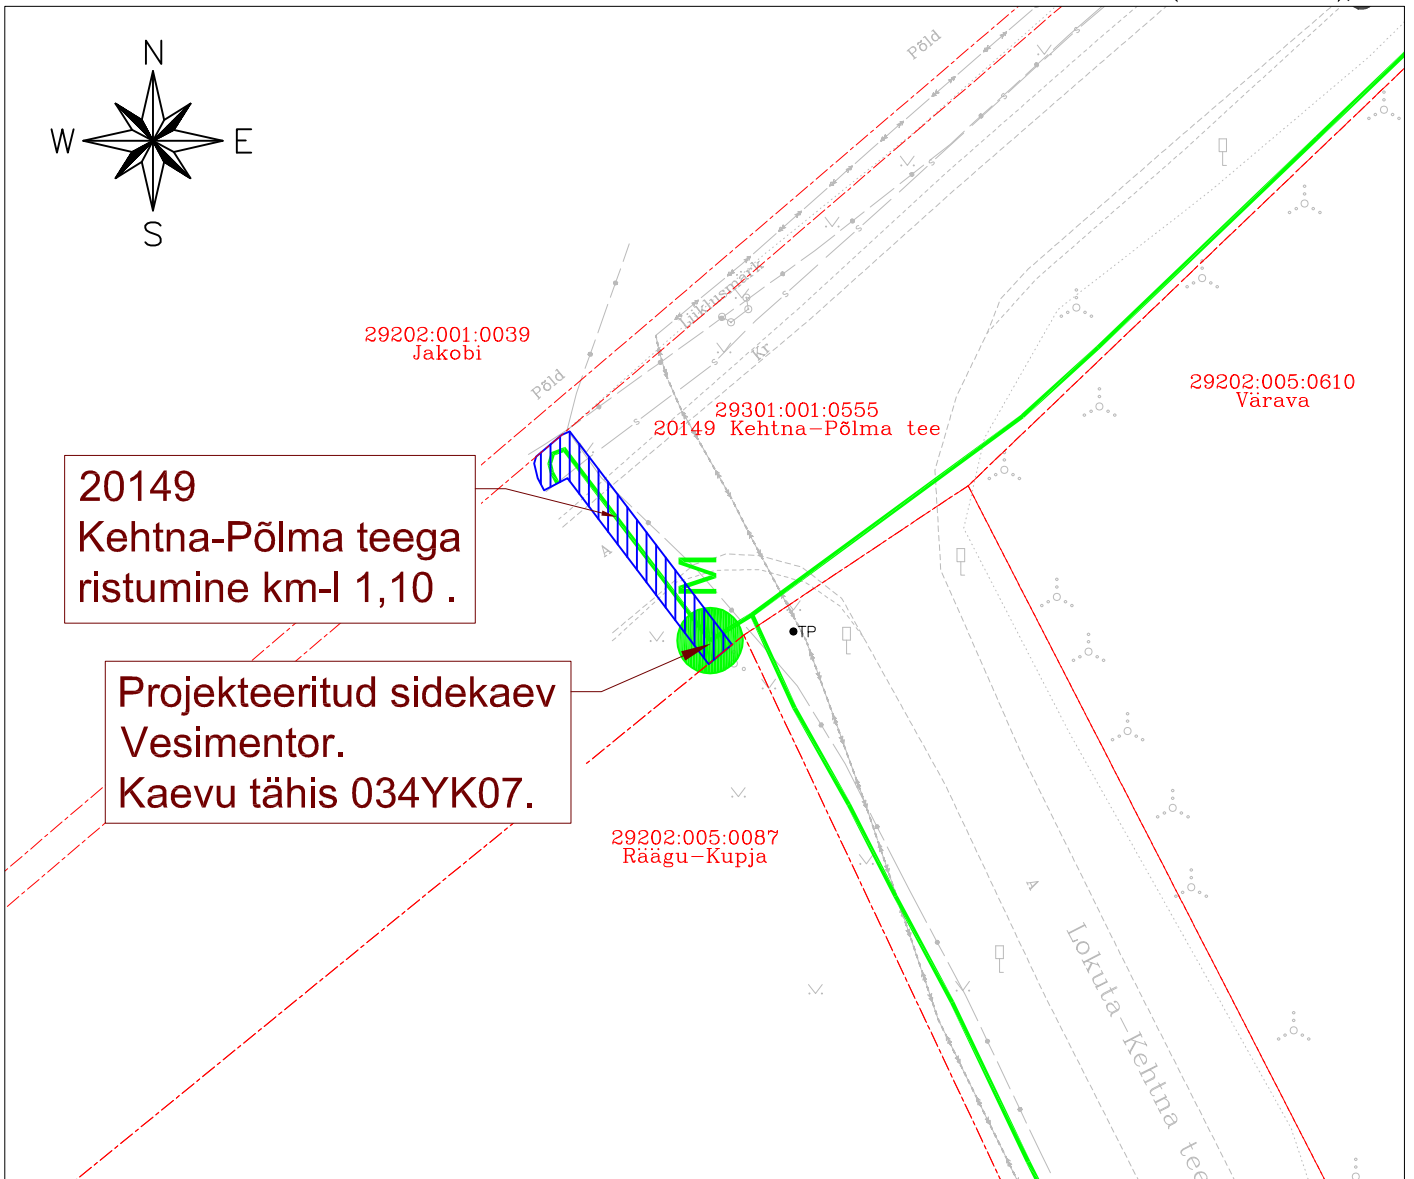 N
W E
S
Põld
Liiklusmärk
Kr
29202:001:0039
Jakobi
Põld
29301:001:0555
20149 Kehtna-Põlma tee
29202:005:0610
Värava
20149
Kehtna-Põlma teega
ristumine km-l 1,10 .
A
M
TP
Projekteeritud sidekaev
Vesimentor.
Kaevu tähis 034YK07.
29202:005:0087
Räägu-Kupja
A
Lokuta-Kehtna tee